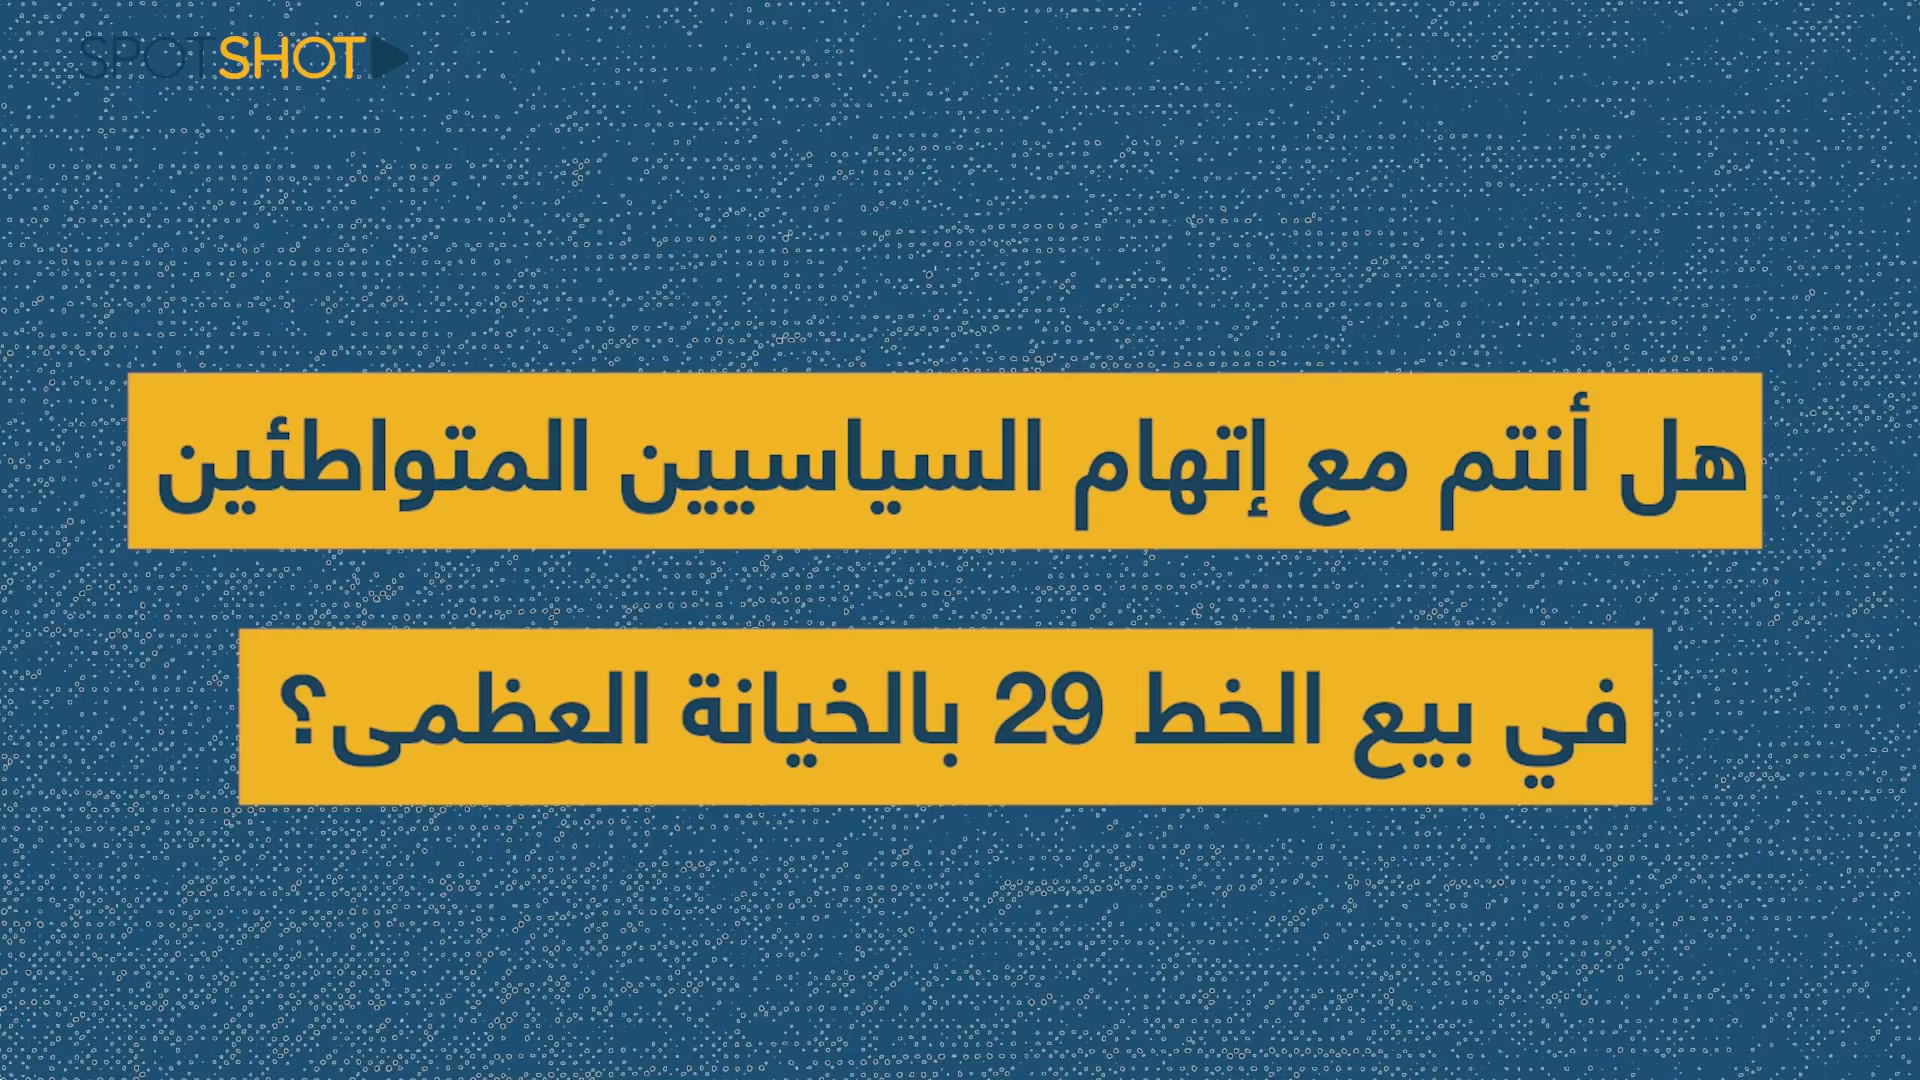 SPOTSHOT
هل أنتم مع إتهام السياسيين المتواطئين
في بيع الخط 29 بالخيانة العظمى؟